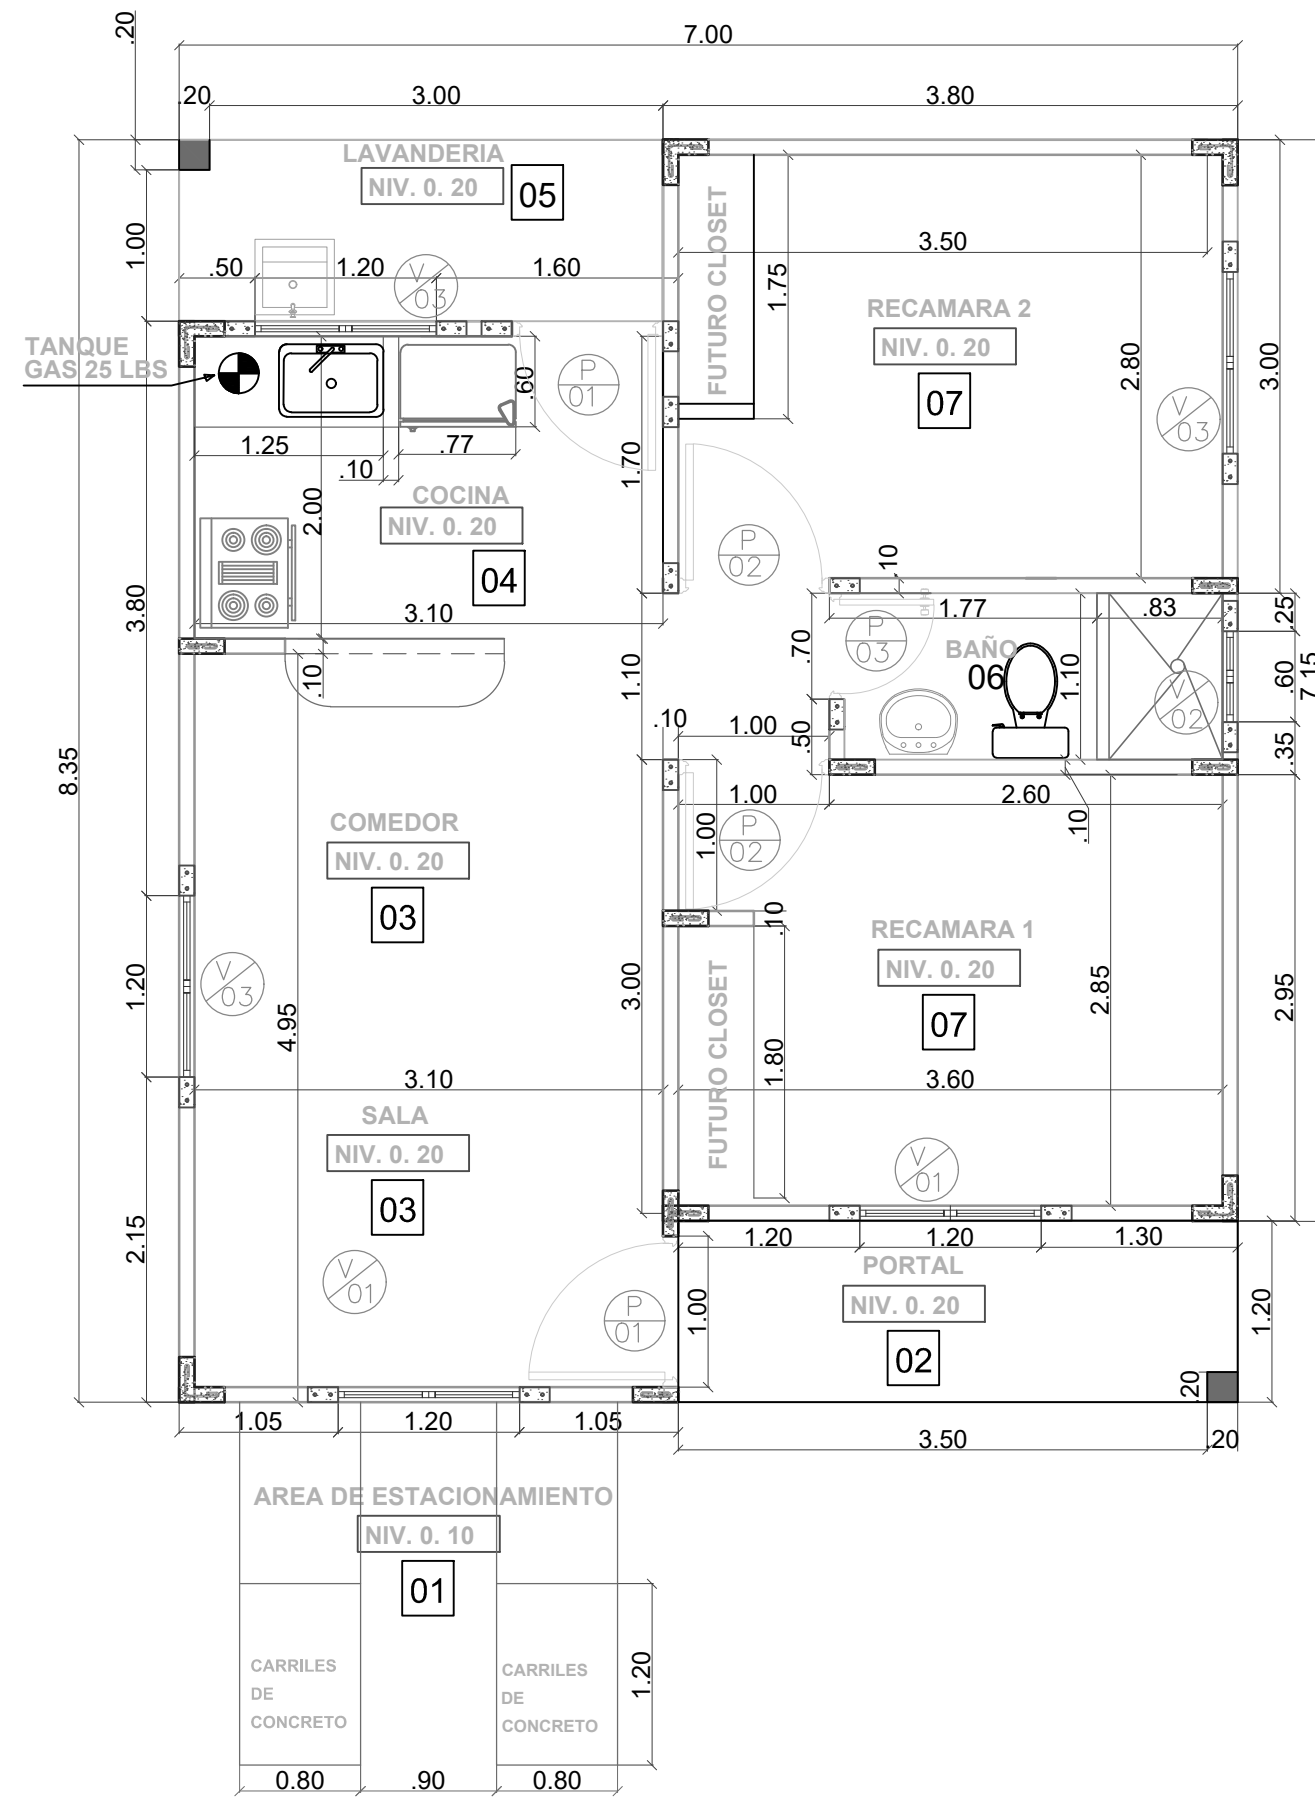 .20
7.00
.20
3.00
3.80
LAVANDERIA
NIV. 0. 20
05
1.00
.50
1.20
V
03
1.60
FUTURO CLOSET
1.75
3.50
RECAMARA 2
NIV. 0. 20
07
2.80
3.00
V
03
TANQUE
GAS 25 LBS
.60
P
01
1.25
.10
.77
1.70
2.00
COCINA
NIV. 0. 20
04
P
02
.10
3.80
3.10
1.77
.83
.25
.70
P
03
BAÑO
06
1.10
.60
7.15
V
02
.10
1.10
.10
1.00
.50
.35
8.35
1.00
2.60
.10
COMEDOR
NIV. 0. 20
03
1.00
P
02
.10
RECAMARA 1
NIV. 0. 20
07
2.85
2.95
1.20
V
03
4.95
3.00
FUTURO CLOSET
1.80
3.10
3.60
SALA
NIV. 0. 20
03
V
01
2.15
V
01
1.20
1.20
1.30
PORTAL
NIV. 0. 20
02
1.00
P
01
1.20
.20
1.05
1.20
1.05
3.50
.20
AREA DE ESTACIONAMIENTO
NIV. 0. 10
01
CARRILES
DE
CONCRETO
CARRILES
DE
CONCRETO
1.20
0.80
.90
0.80